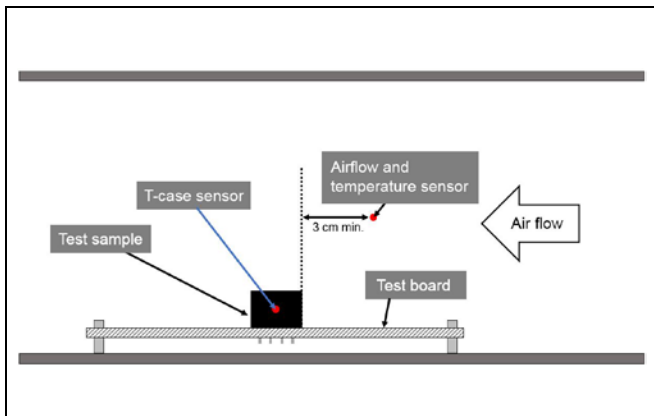 Airflow and
temperature sensor
T-case sensor
3 cm min.
Air flow
Test sample
Test board